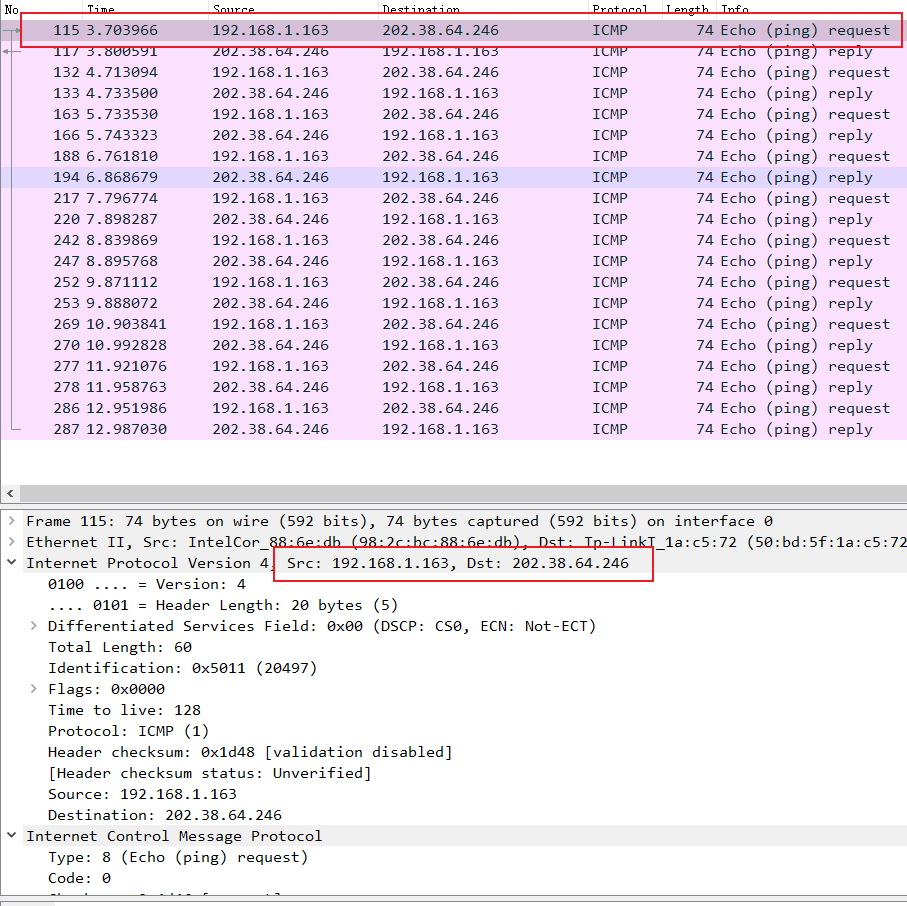 No. Time Source Destination Protocol Length Info
115 3.703966 192.168.1.163 202.38.64.246 ICMP 74 Echo (ping) request
117 3.800591 202.38.64.246 192.168.1.163 ICMP 74 Echo (ping) reply
132 4.713094 192.168.1.163 202.38.64.246 ICMP 74 Echo (ping) request
133 4.733500 202.38.64.246 192.168.1.163 ICMP 74 Echo (ping) reply
163 5.733530 192.168.1.163 202.38.64.246 ICMP 74 Echo (ping) request
166 5.743323 202.38.64.246 192.168.1.163 ICMP 74 Echo (ping) reply
188 6.761810 192.168.1.163 202.38.64.246 ICMP 74 Echo (ping) request
194 6.868679 202.38.64.246 192.168.1.163 ICMP 74 Echo (ping) reply
217 7.796774 192.168.1.163 202.38.64.246 ICMP 74 Echo (ping) request
220 7.898287 202.38.64.246 192.168.1.163 ICMP 74 Echo (ping) reply
242 8.839869 192.168.1.163 202.38.64.246 ICMP 74 Echo (ping) request
247 8.895768 202.38.64.246 192.168.1.163 ICMP 74 Echo (ping) reply
252 9.871112 192.168.1.163 202.38.64.246 ICMP 74 Echo (ping) request
253 9.888072 202.38.64.246 192.168.1.163 ICMP 74 Echo (ping) reply
269 10.903841 192.168.1.163 202.38.64.246 ICMP 74 Echo (ping) request
270 10.992828 202.38.64.246 192.168.1.163 ICMP 74 Echo (ping) reply
277 11.921076 192.168.1.163 202.38.64.246 ICMP 74 Echo (ping) request
278 11.958763 202.38.64.246 192.168.1.163 ICMP 74 Echo (ping) reply
286 12.951986 192.168.1.163 202.38.64.246 ICMP 74 Echo (ping) request
287 12.987030 202.38.64.246 192.168.1.163 ICMP 74 Echo (ping) reply
Frame 115: 74 bytes on wire (592 bits), 74 bytes captured (592 bits) on interface 0
Ethernet II, Src: IntelCor_88:6e:db (98:2c:bc:88:6e:db), Dst: Tp-LinkT_1a:c5:72 (50:bd:5f:1a:c5:72
Internet Protocol Version 4, Src: 192.168.1.163, Dst: 202.38.64.246
0100 .... = Version: 4
.... 0101 = Header Length: 20 bytes (5)
Differentiated Services Field: 0x00 (DSCP: CS0, ECN: Not-ECT)
Total Length: 60
Identification: 0x5011 (20497)
Flags: 0x0000
Time to live: 128
Protocol: ICMP (1)
Header checksum: 0x1d48 [validation disabled]
[Header checksum status: Unverified]
Source: 192.168.1.163
Destination: 202.38.64.246
Internet Control Message Protocol
Type: 8 (Echo (ping) request)
Code: 0